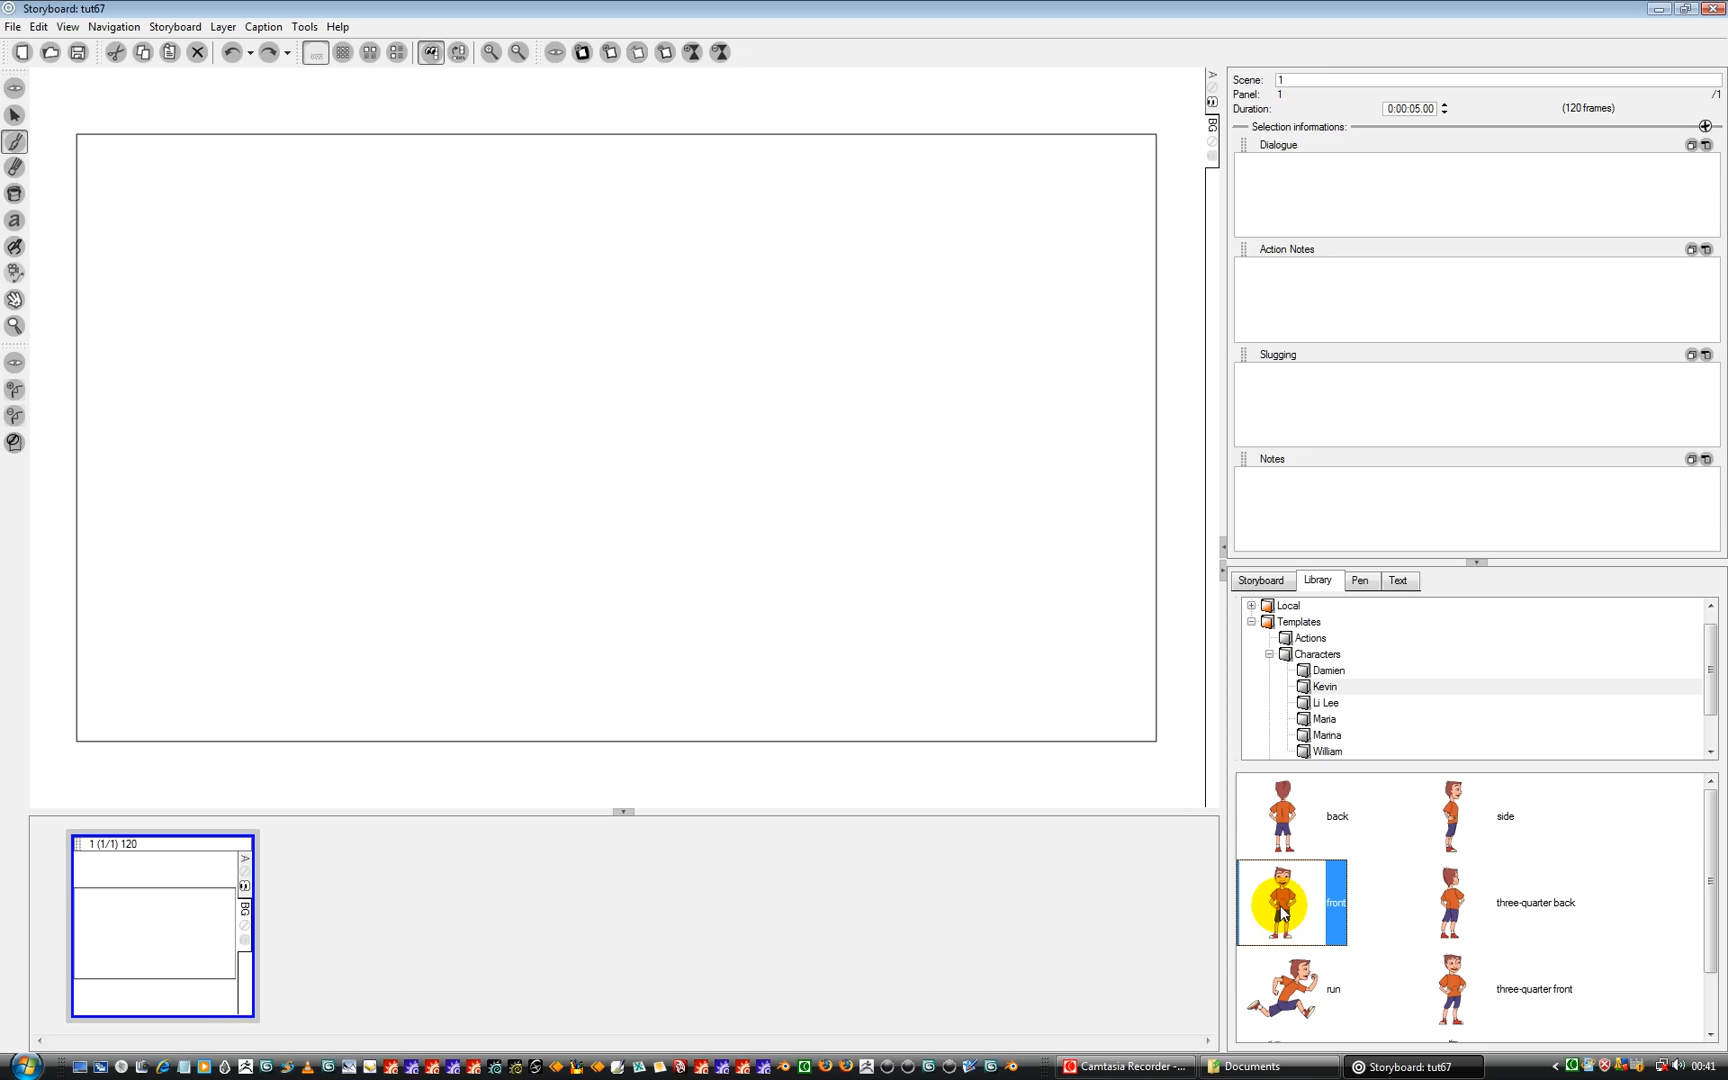 Storyboard: tut67
File Edit View Navigation Storyboard Layer Caption Tools Help
A
BG
Scene: 1
Panel: 1 /1
Duration: 0:00:05.00 (120 frames)
Selection informations:
Dialogue
Action Notes
Slugging
Notes
Storyboard Library Pen Text
Local
Templates
Actions
Characters
Damien
Kevin
Li Lee
Maria
Marina
William
back side
front three-quarter back
run three-quarter front
1 (1/1) 120
A
BG
Camtasia Recorder - ... Documents Storyboard: tut67 00:41